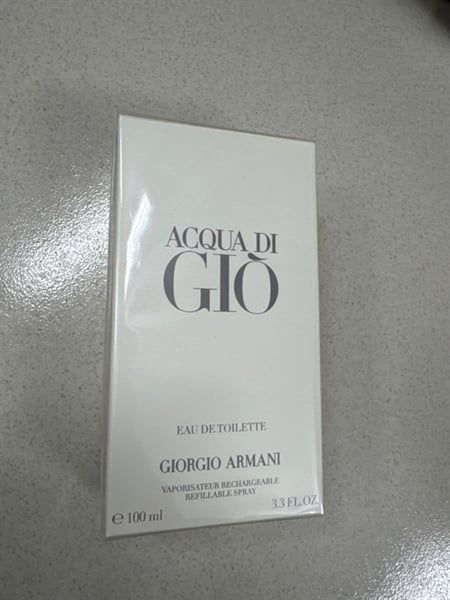 ACQUA DI
GIÒ
EAU DE TOILETTE
GIORGIO ARMANI
VAPORISATEUR RECHARGEABLE
REFILLABLE SPRAY
℮ 100 ml
3.3 FL.OZ